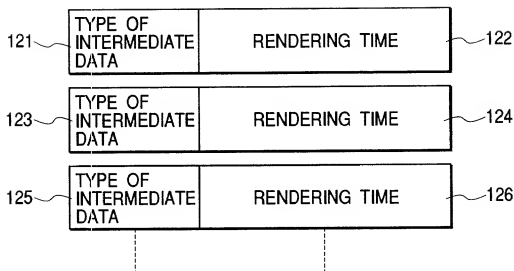 TYPE OF
121 INTERMEDIATE RENDERING TIME 122
DATA
TYPE OF
123 INTERMEDIATE RENDERING TIME 124
DATA
TYPE OF
125 INTERMEDIATE RENDERING TIME 126
DATA